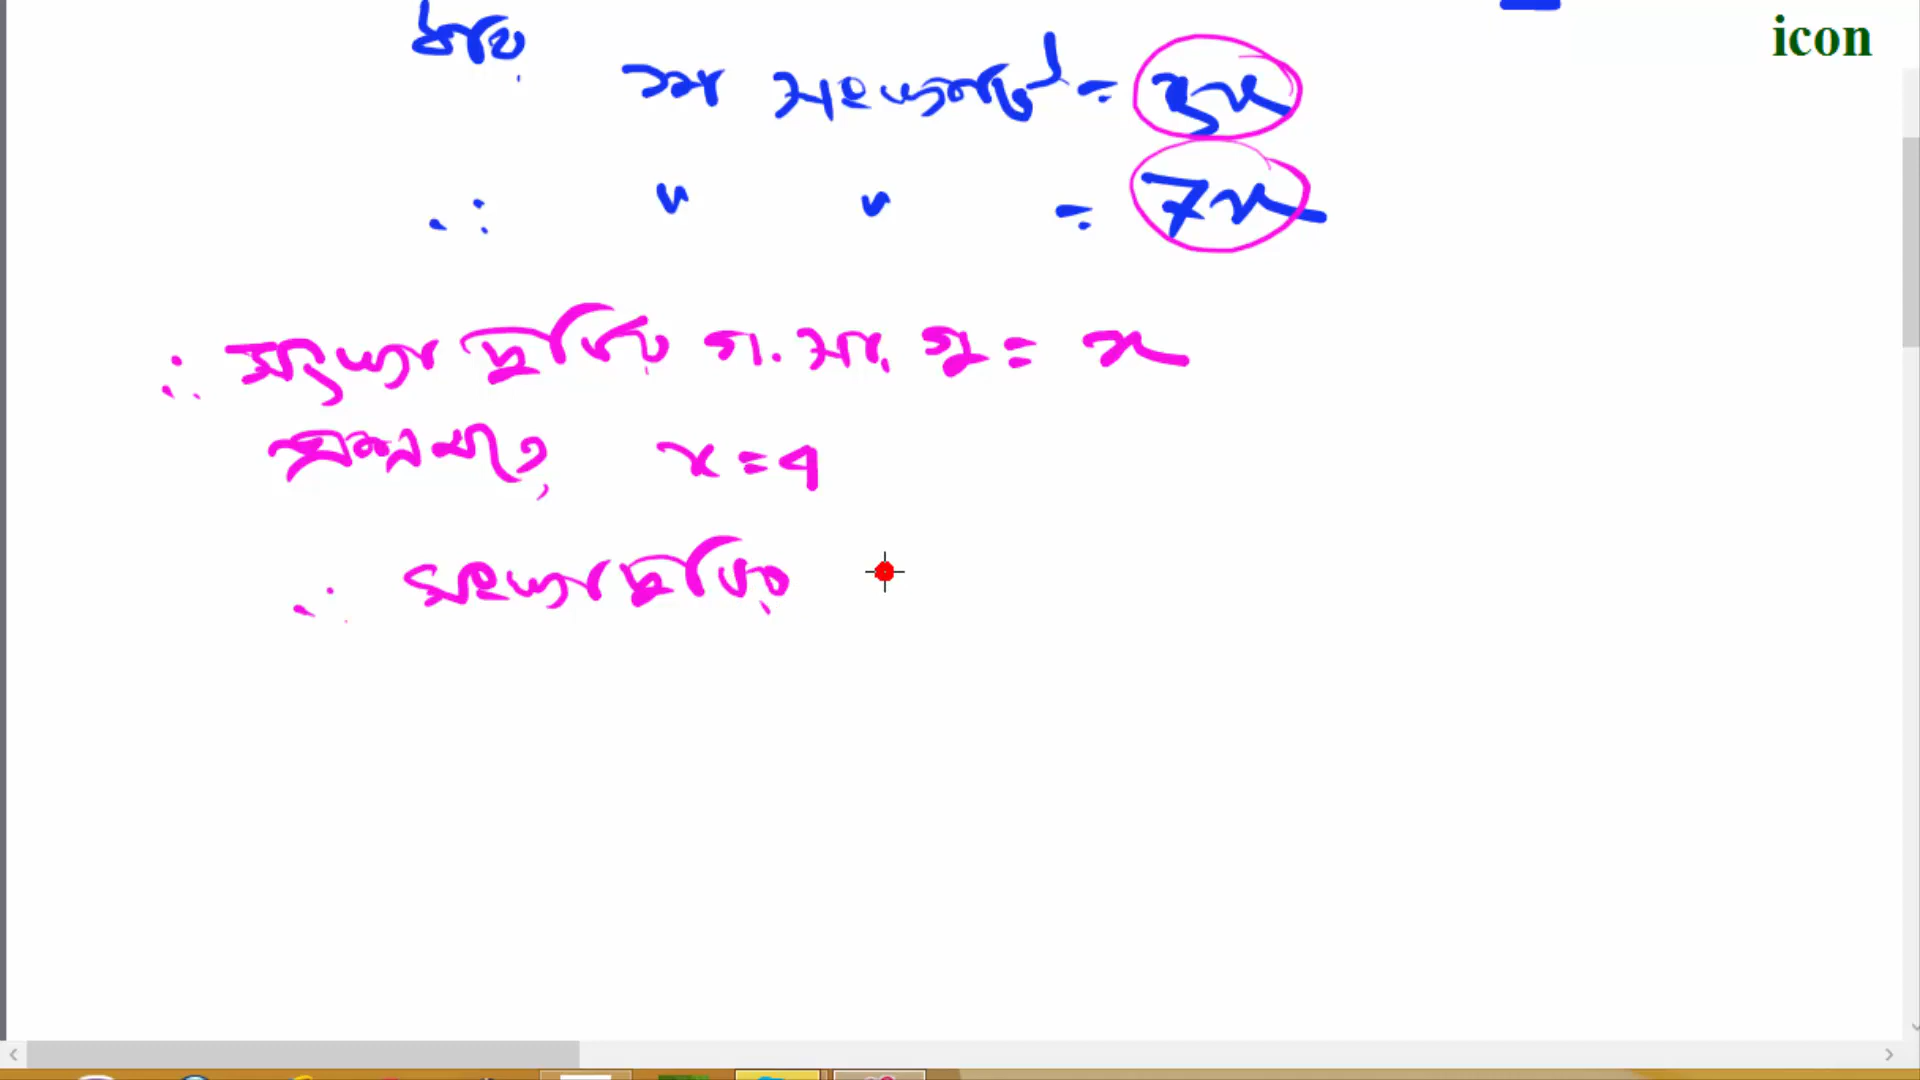 icon
ধরি,
১ম সংখ্যাটি = 3x
∴ " " = 7x
∴ সংখ্যা দুটির গ. সা. গু = x
প্রশ্নমতে, x = 4
∴ সংখ্যা দুটির